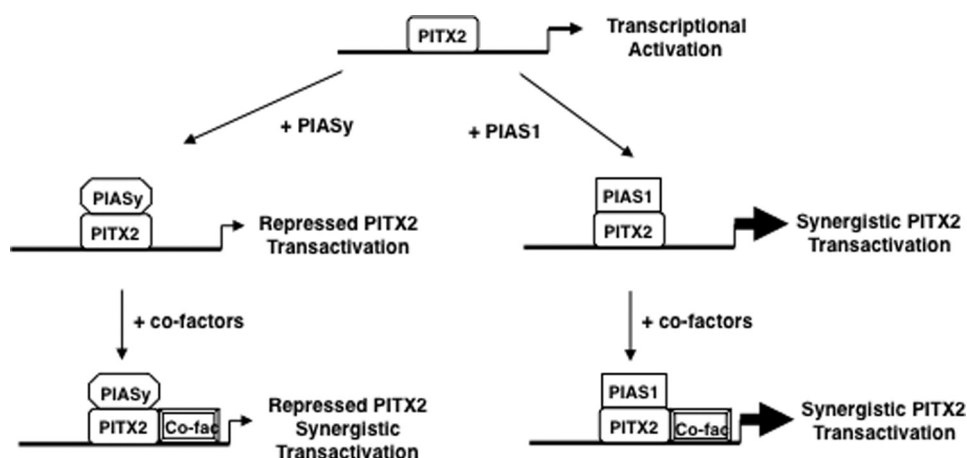 PITX2
Transcriptional
Activation
+ PIASy
+ PIAS1
PIASy
PITX2
Repressed PITX2
Transactivation
PIAS1
PITX2
Synergistic PITX2
Transactivation
+ co-factors
+ co-factors
PIASy
PITX2
Co-fac
Repressed PITX2
Synergistic
Transactivation
PIAS1
PITX2
Co-fac
Synergistic PITX2
Transactivation